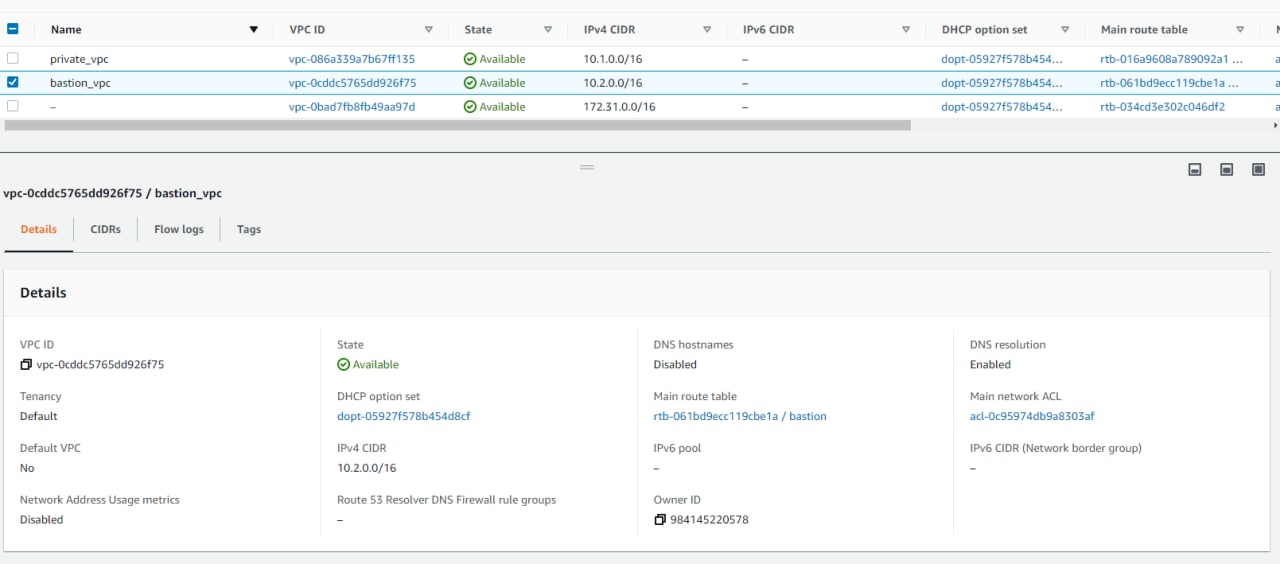 Name VPC ID State IPv4 CIDR IPv6 CIDR DHCP option set Main route table
private_vpc vpc-086a339a7b67ff135 Available 10.1.0.0/16 – dopt-05927f578b454... rtb-016a9608a789092a1 ...
bastion_vpc vpc-0cddc5765dd926f75 Available 10.2.0.0/16 – dopt-05927f578b454... rtb-061bd9ecc119cbe1a ...
– vpc-0bad7fb8fb49aa97d Available 172.31.0.0/16 – dopt-05927f578b454... rtb-034cd3e302c046df2
vpc-0cddc5765dd926f75 / bastion_vpc
Details CIDRs Flow logs Tags
Details
VPC ID State DNS hostnames DNS resolution
vpc-0cddc5765dd926f75 Available Disabled Enabled
Tenancy DHCP option set Main route table Main network ACL
Default dopt-05927f578b454d8cf rtb-061bd9ecc119cbe1a / bastion acl-0c95974db9a8303af
Default VPC IPv4 CIDR IPv6 pool IPv6 CIDR (Network border group)
No 10.2.0.0/16 – –
Network Address Usage metrics Route 53 Resolver DNS Firewall rule groups Owner ID
Disabled – 984145220578